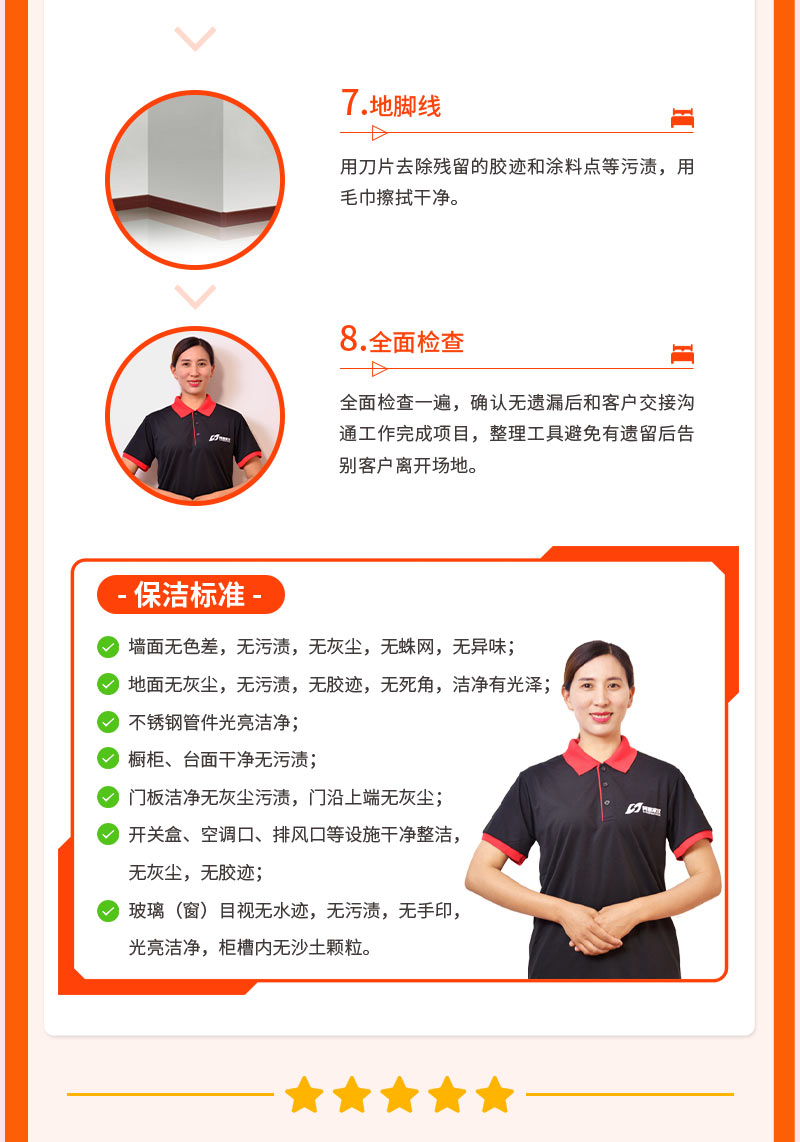 7.地脚线
用刀片去除残留的胶迹和涂料点等污渍，用
毛巾擦拭干净。
8.全面检查
全面检查一遍，确认无遗漏后和客户交接沟
通工作完成项目，整理工具避免有遗留后告
别客户离开场地。
- 保洁标准 -
墙面无色差，无污渍，无灰尘，无蛛网，无异味；
地面无灰尘，无污渍，无胶迹，无死角，洁净有光泽；
不锈钢管件光亮洁净；
橱柜、台面干净无污渍；
门板洁净无灰尘污渍，门沿上端无灰尘；
开关盒、空调口、排风口等设施干净整洁，
无灰尘，无胶迹；
玻璃（窗）目视无水迹，无污渍，无手印，
光亮洁净，柜槽内无沙土颗粒。